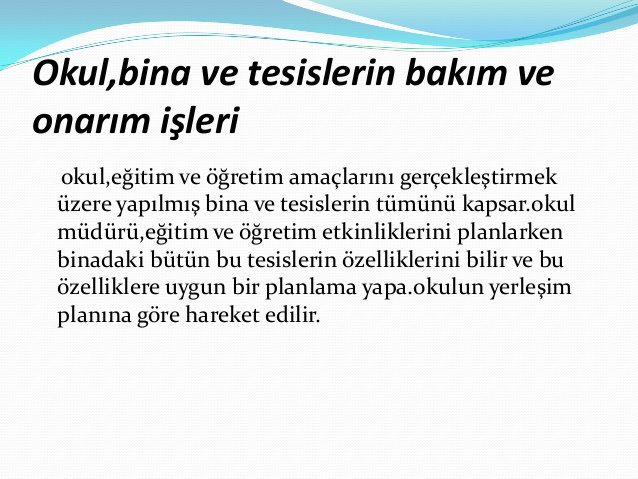 Okul,bina ve tesislerin bakım ve
onarım işleri
okul,eğitim ve öğretim amaçlarını gerçekleştirmek
üzere yapılmış bina ve tesislerin tümünü kapsar.okul
müdürü,eğitim ve öğretim etkinliklerini planlarken
binadaki bütün bu tesislerin özelliklerini bilir ve bu
özelliklere uygun bir planlama yapa.okulun yerleşim
planına göre hareket edilir.